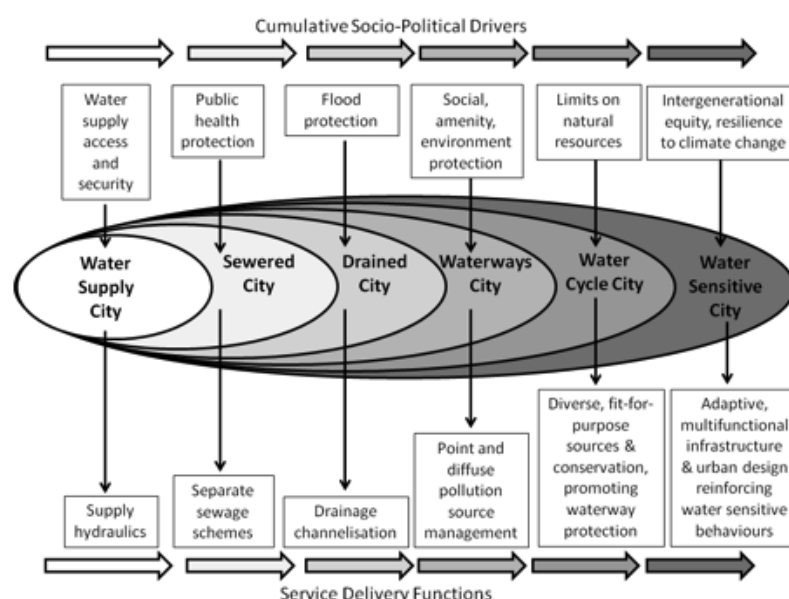 Cumulative Socio-Political Drivers
Water
supply
access
and
security
Public
health
protection
Flood
protection
Social,
amenity,
environment
protection
Limits on
natural
resources
Intergenerational
equity, resilience
to climate change
Water
Supply
City
Sewered
City
Drained
City
Waterways
City
Water
Cycle City
Water
Sensitive
City
Supply
hydraulics
Separate
sewage
schemes
Drainage
channelisation
Point and
diffuse
pollution
source
management
Diverse, fit-for-
purpose
sources &
conservation,
promoting
waterway
protection
Adaptive,
multifunctional
infrastructure
& urban design
reinforcing
water sensitive
behaviours
Service Delivery Functions